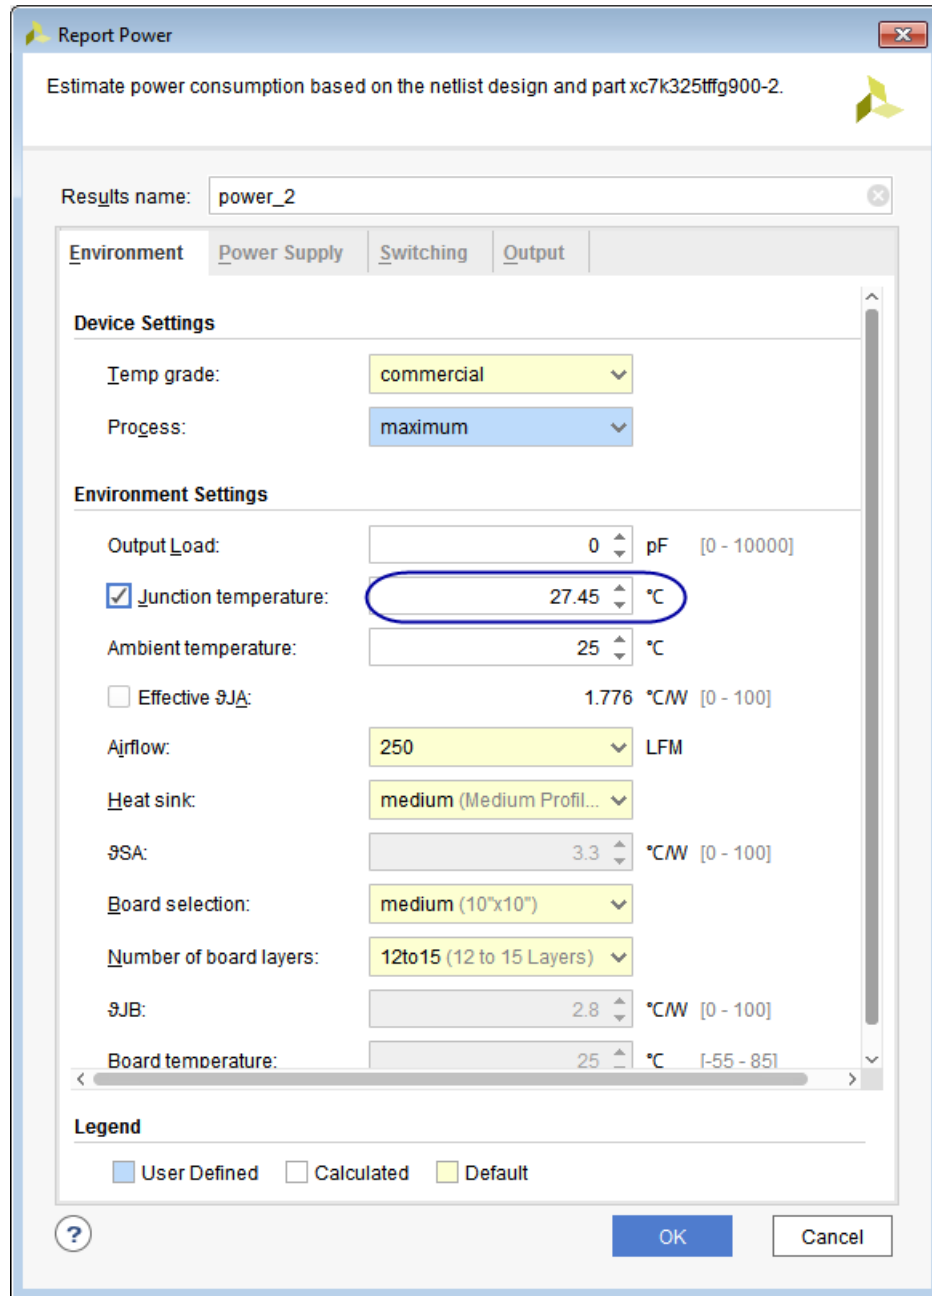 Report Power
Estimate power consumption based on the netlist design and part xc7k325tffg900-2.
Results name: power_2
Environment Power Supply Switching Output
Device Settings
Temp grade: commercial
Process: maximum
Environment Settings
Output Load: 0 pF [0 - 10000]
Junction temperature: 27.45 °C
Ambient temperature: 25 °C
Effective ϑJA: 1.776 °C/W [0 - 100]
Airflow: 250 LFM
Heat sink: medium (Medium Profil...
ϑSA: 3.3 °C/W [0 - 100]
Board selection: medium (10"x10")
Number of board layers: 12to15 (12 to 15 Layers)
ϑJB: 2.8 °C/W [0 - 100]
Board temperature: 25 °C [-55 - 85]
Legend
User Defined Calculated Default
? OK Cancel